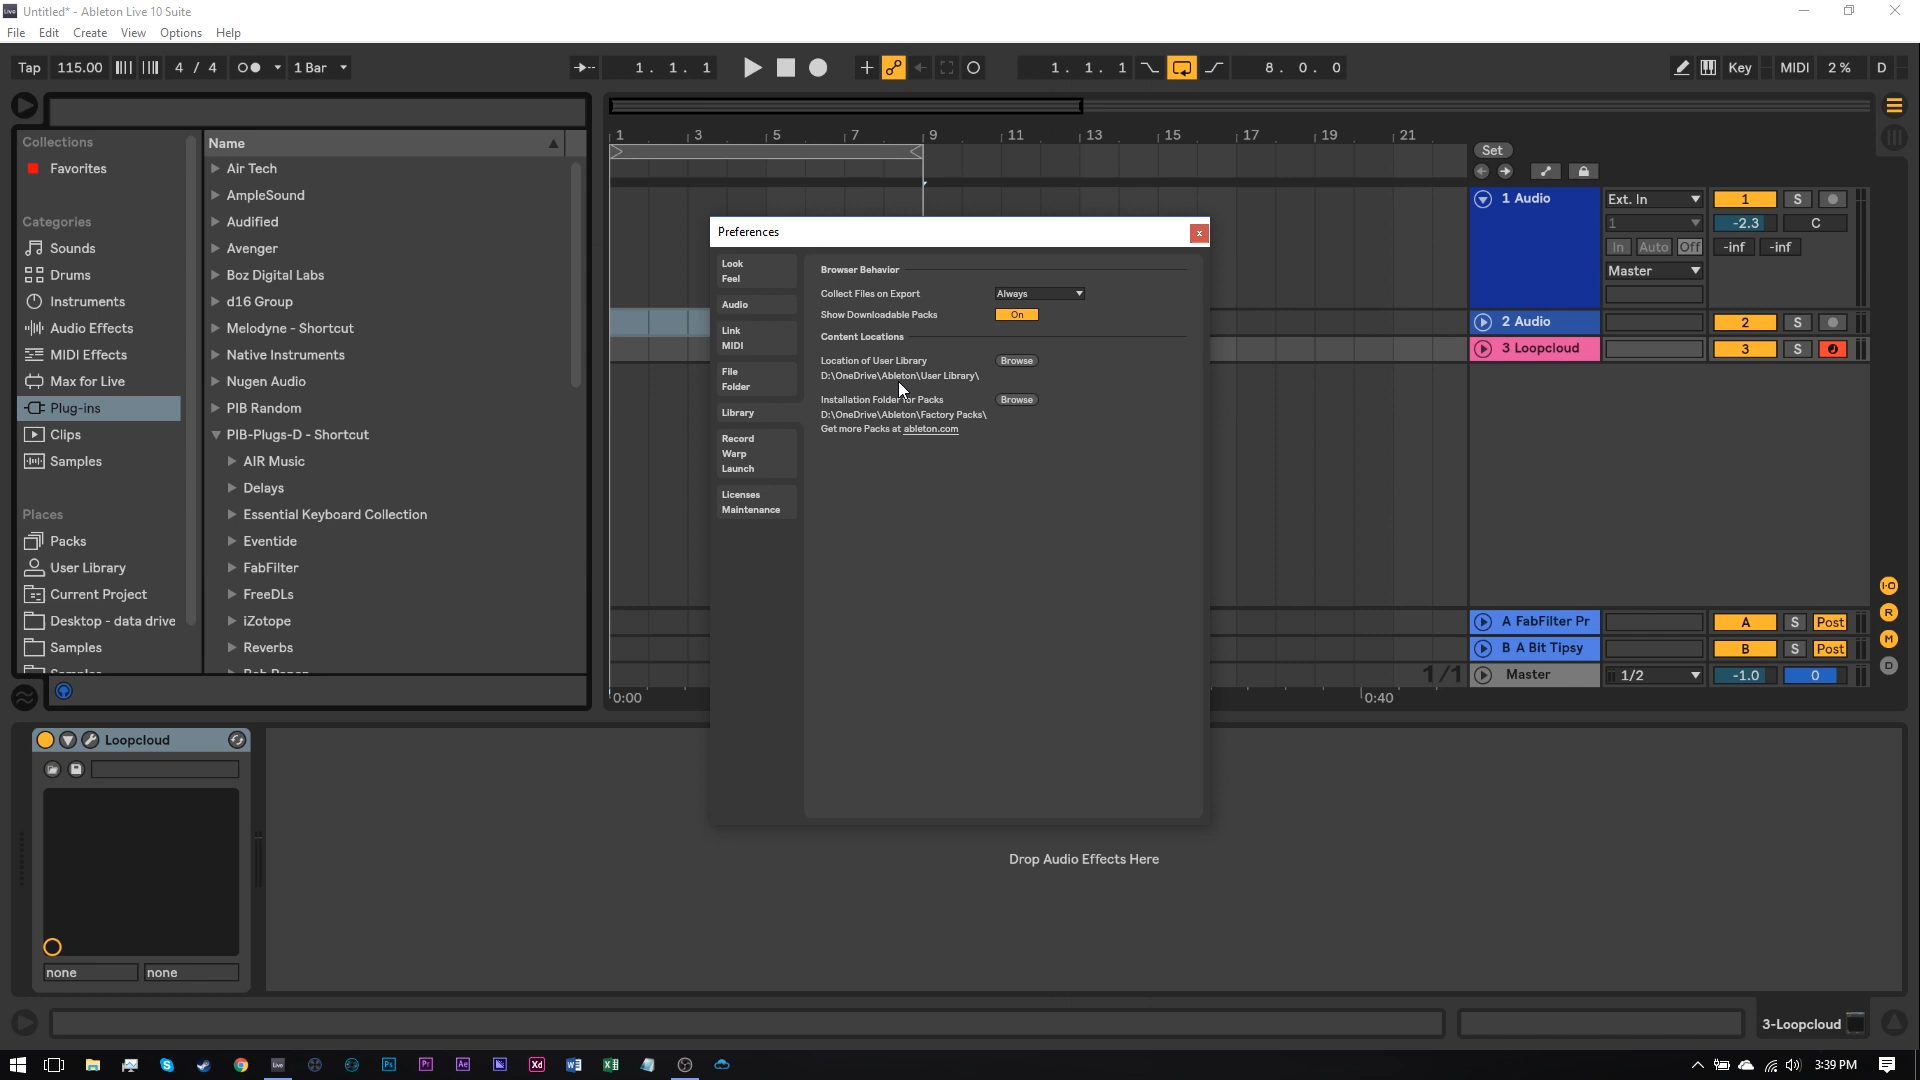 Live
Untitled* - Ableton Live 10 Suite
File Edit Create View Options Help
Tap 115.00 4 / 4 1 Bar 1. 1. 1 1. 1. 1 8. 0. 0 Key MIDI 2 % D
1 3 5 7 9 11 13 15 17 19 21
Collections
Favorites
Categories
Sounds
Drums
Instruments
Audio Effects
MIDI Effects
Max for Live
Plug-ins
Clips
Samples
Places
Packs
User Library
Current Project
Desktop - data drive
Samples
Name
Air Tech
AmpleSound
Audified
Avenger
Boz Digital Labs
d16 Group
Melodyne - Shortcut
Native Instruments
Nugen Audio
PIB Random
PIB-Plugs-D - Shortcut
AIR Music
Delays
Essential Keyboard Collection
Eventide
FabFilter
FreeDLs
iZotope
Reverbs
Preferences x
Look
Feel
Audio
Link
MIDI
File
Folder
Library
Record
Warp
Launch
Licenses
Maintenance
Browser Behavior
Collect Files on Export Always
Show Downloadable Packs On
Content Locations
Location of User Library Browse
D:\OneDrive\Ableton\User Library\
Installation Folder for Packs Browse
D:\OneDrive\Ableton\Factory Packs\
Get more Packs at ableton.com
Set
1 Audio Ext. In 1 S
1 -2.3 C
In Auto Off -inf -inf
Master
2 Audio 2 S
3 Loopcloud 3 S
A FabFilter Pr A S Post
B A Bit Tipsy B S Post
1/1 Master 1/2 -1.0 0
0:00 0:40
I-O
R
M
D
Loopcloud
none none
Drop Audio Effects Here
3-Loopcloud
Live Ps Pr Ae Xd 3:39 PM